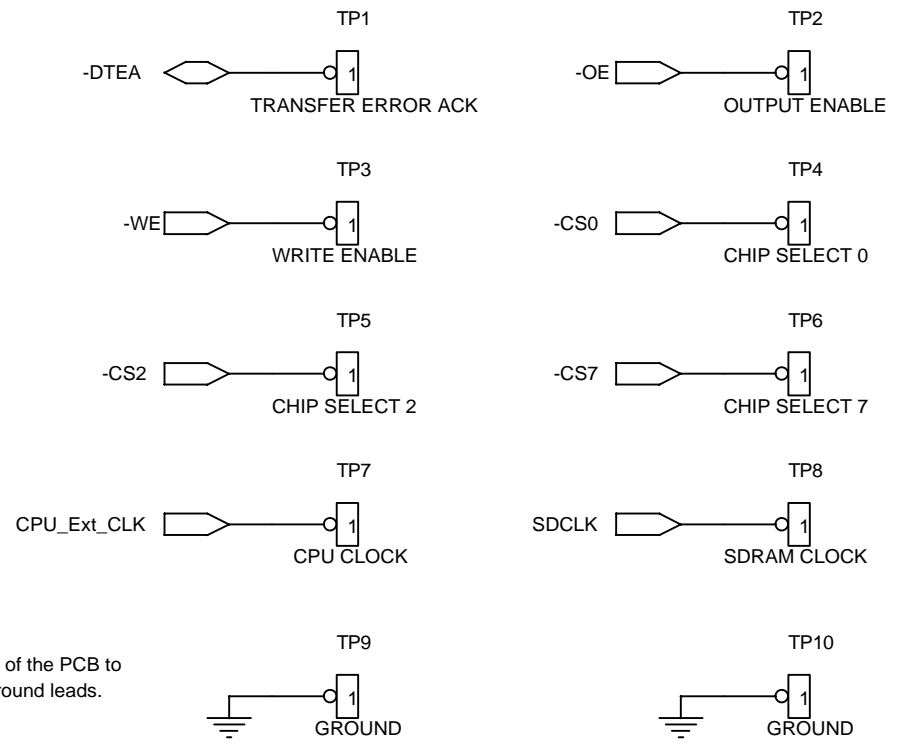 TP1
TP2
-DTEA
1
-OE
1
TRANSFER ERROR ACK
OUTPUT ENABLE
TP3
TP4
-WE
1
-CS0
1
WRITE ENABLE
CHIP SELECT 0
TP5
TP6
-CS2
1
-CS7
1
CHIP SELECT 2
CHIP SELECT 7
TP7
TP8
CPU_Ext_CLK
1
SDCLK
1
CPU CLOCK
SDRAM CLOCK
TP9
TP10
of the PCB to
round leads.
1
1
GROUND
GROUND